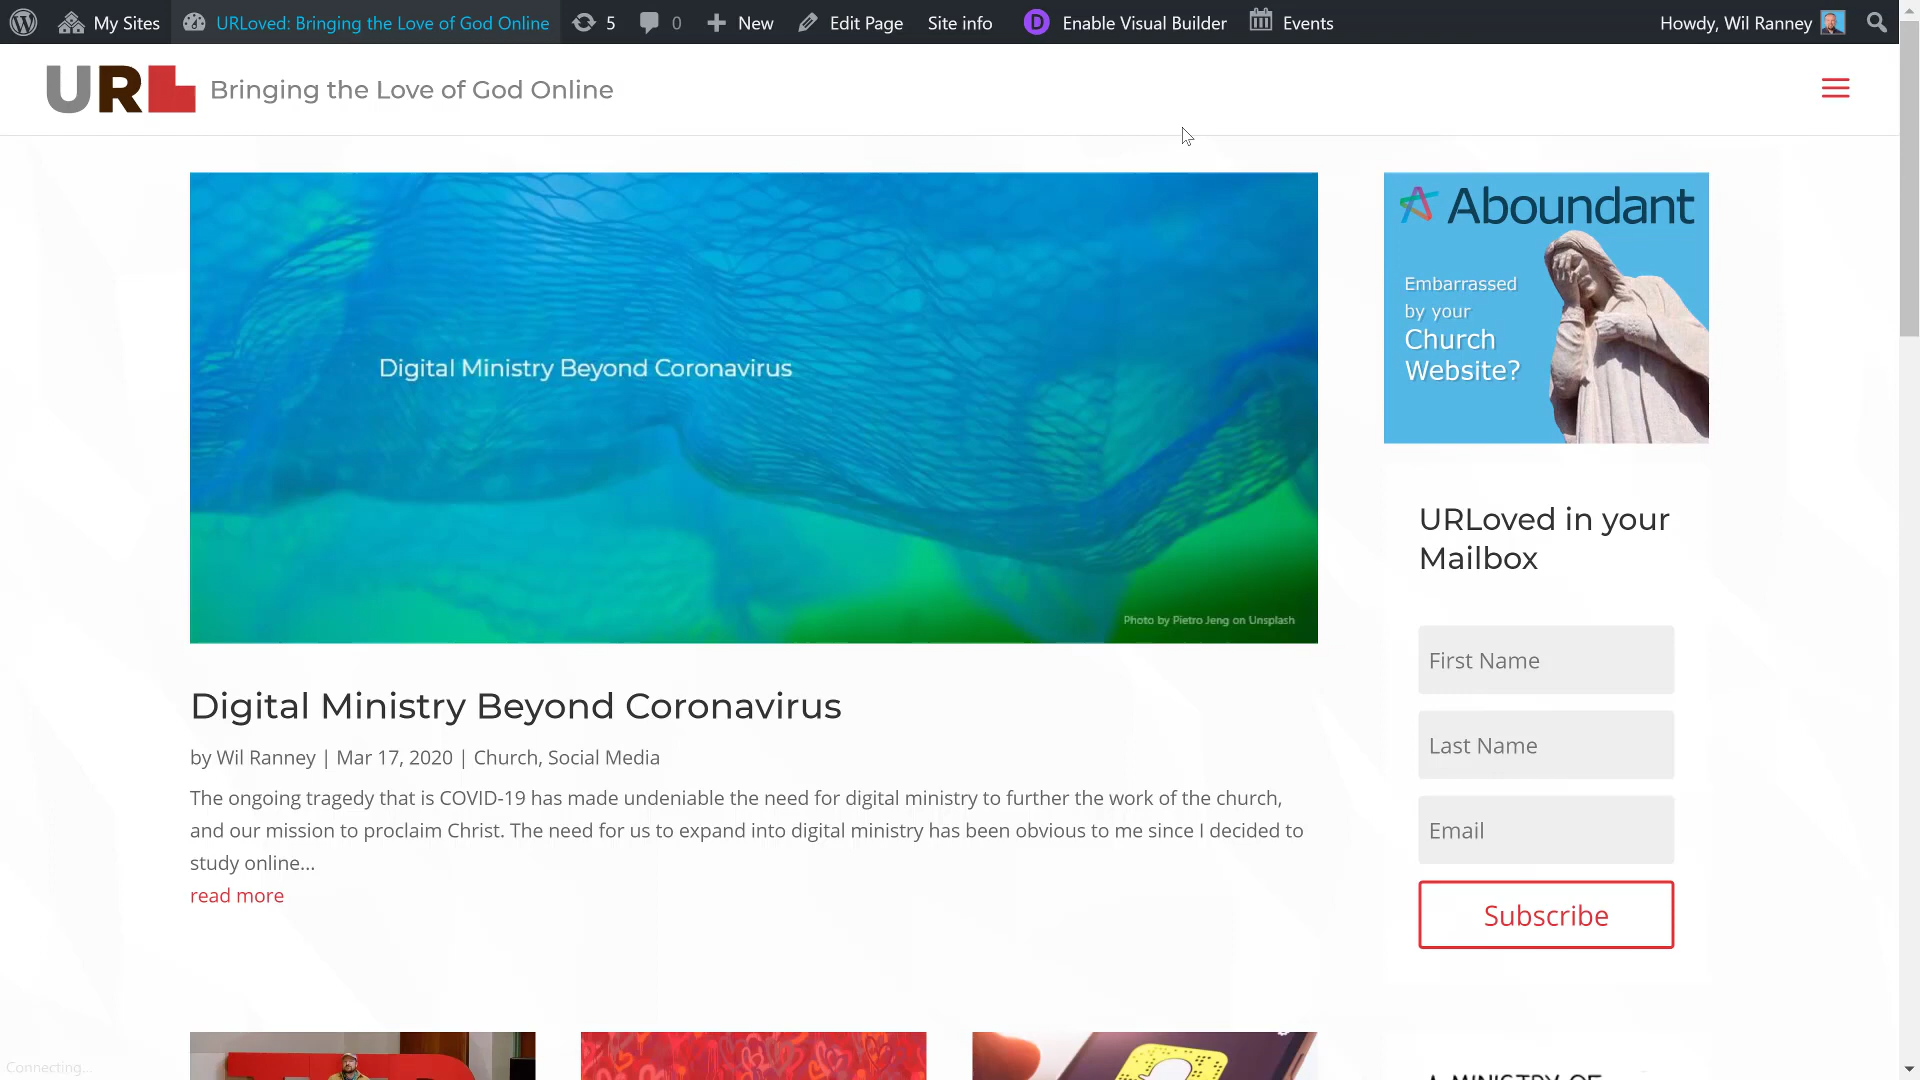 My Sites URLoved: Bringing the Love of God Online 5 0 New Edit Page Site info D Enable Visual Builder Events Howdy, Wil Ranney
URL Bringing the Love of God Online
Aboundant
Embarrassed
by your
Church
Website?
Digital Ministry Beyond Coronavirus
Photo by Pietro Jeng on Unsplash
URLoved in your
Mailbox
First Name
Last Name
Email
Subscribe
Digital Ministry Beyond Coronavirus
by Wil Ranney | Mar 17, 2020 | Church, Social Media
The ongoing tragedy that is COVID-19 has made undeniable the need for digital ministry to further the work of the church,
and our mission to proclaim Christ. The need for us to expand into digital ministry has been obvious to me since I decided to
study online...
read more
Connecting...
A MINISTRY OF